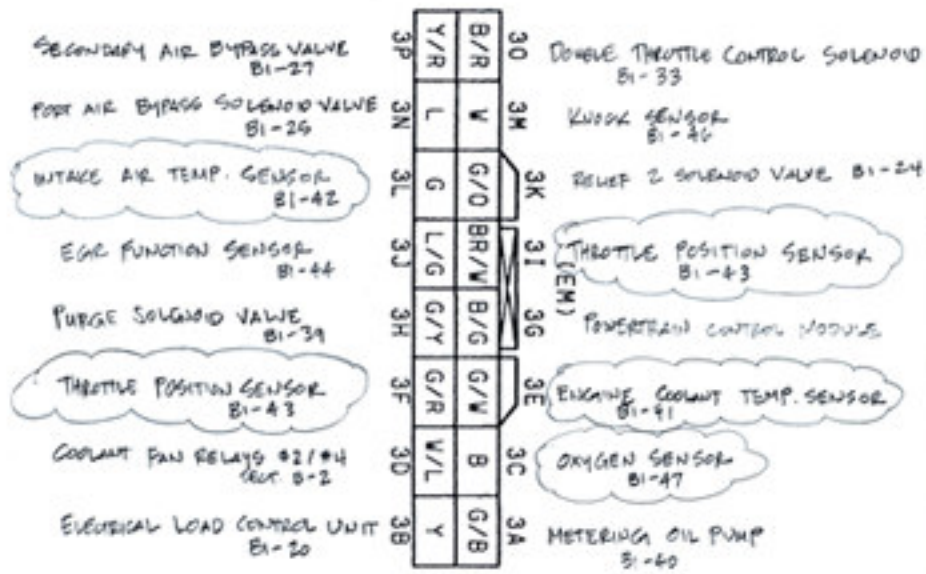 SECONDARY AIR BYPASS VALVE
B1-27
3P Y/R B/R 3O
DOUBLE THROTTLE CONTROL SOLENOID
B1-33
PORT AIR BYPASS SOLENOID VALVE
B1-25
3N L W 3M
KNOCK SENSOR
B1-46
INTAKE AIR TEMP. SENSOR
B1-42
3L G G/O 3K
RELIEF 2 SOLENOID VALVE B1-24
EGR FUNCTION SENSOR
B1-44
3J L/G BR/W 3I
(EM)
THROTTLE POSITION SENSOR
B1-43
PURGE SOLENOID VALVE
B1-39
3H G/Y B/G 3G
POWERTRAIN CONTROL MODULE
THROTTLE POSITION SENSOR
B1-43
3F G/R G/W 3E
ENGINE COOLANT TEMP. SENSOR
B1-41
COOLANT FAN RELAYS #2/#4
SECT. B-2
3D W/L B 3C
OXYGEN SENSOR
B1-47
ELECTRICAL LOAD CONTROL UNIT
B1-20
3B Y G/B 3A
METERING OIL PUMP
B1-40